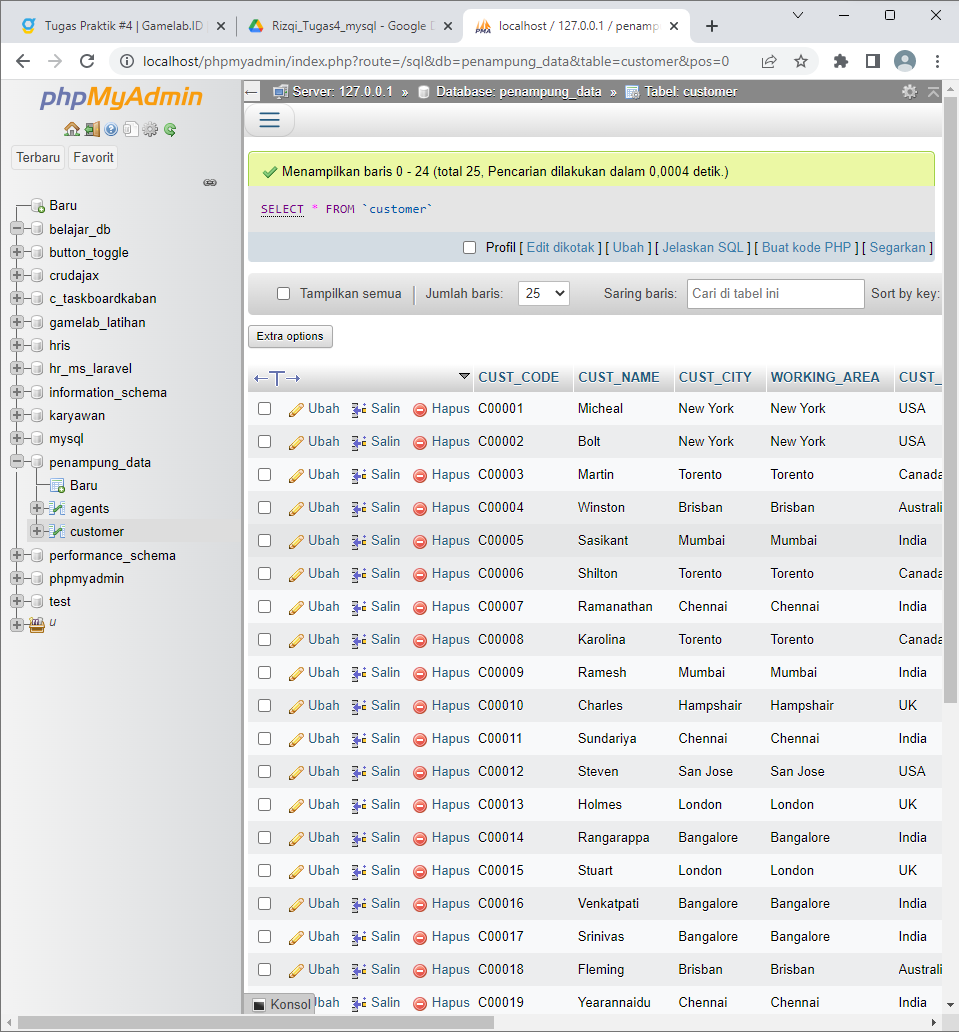 Tugas Praktik #4 | Gamelab.ID
Rizqi_Tugas4_mysql - Google D
localhost / 127.0.0.1 / penamp
localhost/phpmyadmin/index.php?route=/sql&db=penampung_data&table=customer&pos=0
phpMyAdmin
Terbaru Favorit
Baru
belajar_db
button_toggle
crudajax
c_taskboardkaban
gamelab_latihan
hris
hr_ms_laravel
information_schema
karyawan
mysql
penampung_data
Baru
agents
customer
performance_schema
phpmyadmin
test
u
Server: 127.0.0.1 » Database: penampung_data » Tabel: customer
Menampilkan baris 0 - 24 (total 25, Pencarian dilakukan dalam 0,0004 detik.)
SELECT * FROM `customer`
Profil [ Edit dikotak ] [ Ubah ] [ Jelaskan SQL ] [ Buat kode PHP ] [ Segarkan ]
Tampilkan semua Jumlah baris: 25 Saring baris: Cari di tabel ini Sort by key:
Extra options
CUST_CODE CUST_NAME CUST_CITY WORKING_AREA CUST_
Ubah Salin Hapus C00001 Micheal New York New York USA
Ubah Salin Hapus C00002 Bolt New York New York USA
Ubah Salin Hapus C00003 Martin Torento Torento Canada
Ubah Salin Hapus C00004 Winston Brisban Brisban Australi
Ubah Salin Hapus C00005 Sasikant Mumbai Mumbai India
Ubah Salin Hapus C00006 Shilton Torento Torento Canada
Ubah Salin Hapus C00007 Ramanathan Chennai Chennai India
Ubah Salin Hapus C00008 Karolina Torento Torento Canada
Ubah Salin Hapus C00009 Ramesh Mumbai Mumbai India
Ubah Salin Hapus C00010 Charles Hampshair Hampshair UK
Ubah Salin Hapus C00011 Sundariya Chennai Chennai India
Ubah Salin Hapus C00012 Steven San Jose San Jose USA
Ubah Salin Hapus C00013 Holmes London London UK
Ubah Salin Hapus C00014 Rangarappa Bangalore Bangalore India
Ubah Salin Hapus C00015 Stuart London London UK
Ubah Salin Hapus C00016 Venkatpati Bangalore Bangalore India
Ubah Salin Hapus C00017 Srinivas Bangalore Bangalore India
Ubah Salin Hapus C00018 Fleming Brisban Brisban Australi
Konsol Ubah Salin Hapus C00019 Yearannaidu Chennai Chennai India